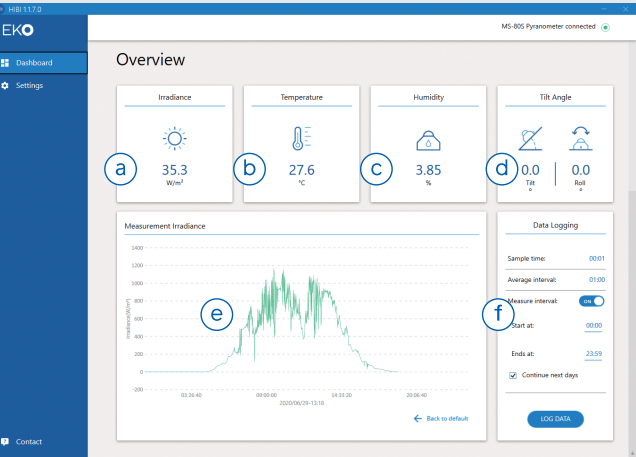 HIBI 1.1.7.0
EKO
MS-80S Pyranometer connected
Dashboard
Settings
Contact
Overview
Irradiance
a
35.3
W/m²
Temperature
b
27.6
°C
Humidity
c
3.85
%
Tilt Angle
d
0.0 0.0
Tilt Roll
° °
Measurement Irradiance
Irradiance(W/m²)
1400
1200
1000
800
600
400
200
0
-200
e
03:26:40 09:00:00 14:33:20 20:06:40
2020/06/29-13:18
← Back to default
Data Logging
Sample time: 00:01
Average interval: 01:00
Measure interval: ON
f
Start at: 00:00
Ends at: 23:59
Continue next days
LOG DATA